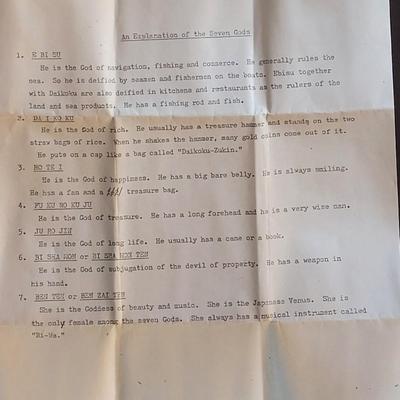 An Explanation of the Seven Gods
1. E BI SU
He is the God of navigation, fishing and conmerce. He generally rules the
sea. So he is deified by seamen and fishermen on the boats. Ebisu together
with Daikoku are also deified in kitchens and restaurants as the rulers of the
land and sea products. He has a fishing rod and fish.
2. DA I KO KU
He is the God of rich. He usually has a treasure hammer and stands on the two
straw bags of rice. When he shakes the hammer, many gold coins come out of it.
He puts on a cap like a bag called "Daikoku-Zukin."
3. HO TE I
He is the God of happiness. He has a big bare belly. He is always smiling.
He has a fan and a treasure bag.
4. FU KU RO KU JU
He is the God of treasure. He has a long forehead and he is a very wise man.
5. JU RO JIN
He is the God of long life. He usually has a cane or a book.
6. BI SHA MON or BI SHA MON TEN
He is the God of subjugation of the devil of property. He has a weapon in
his hand.
7. BEN TEN or BEN ZAI TEN
She is the Goddess of beauty and music. She is the Japanese Venus. She is
the only female among the seven Gods. She always has a musical instrument called
"Bi-Wa."